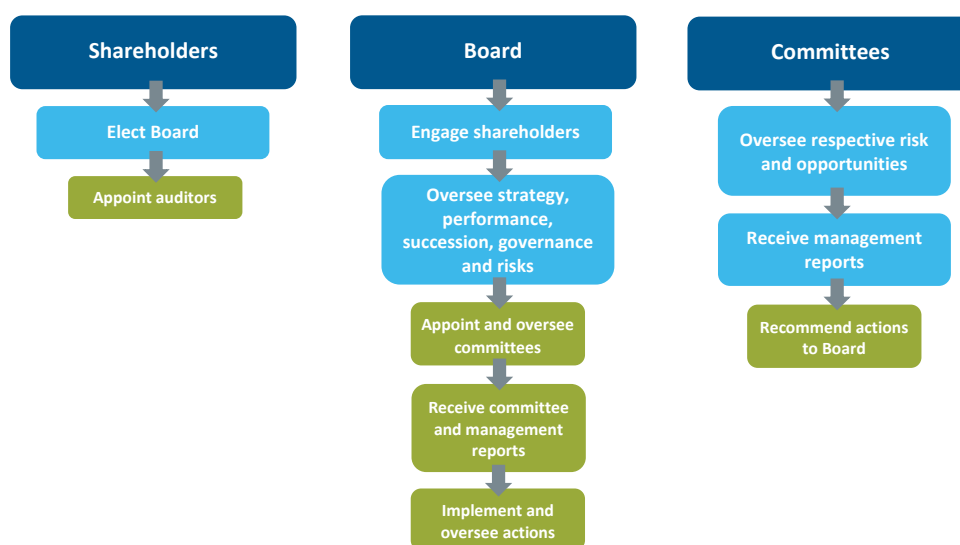 Shareholders
Elect Board
Appoint auditors
Board
Engage shareholders
Oversee strategy,
performance,
succession, governance
and risks
Appoint and oversee
committees
Receive committee
and management
reports
Implement and
oversee actions
Committees
Oversee respective risk
and opportunities
Receive management
reports
Recommend actions
to Board